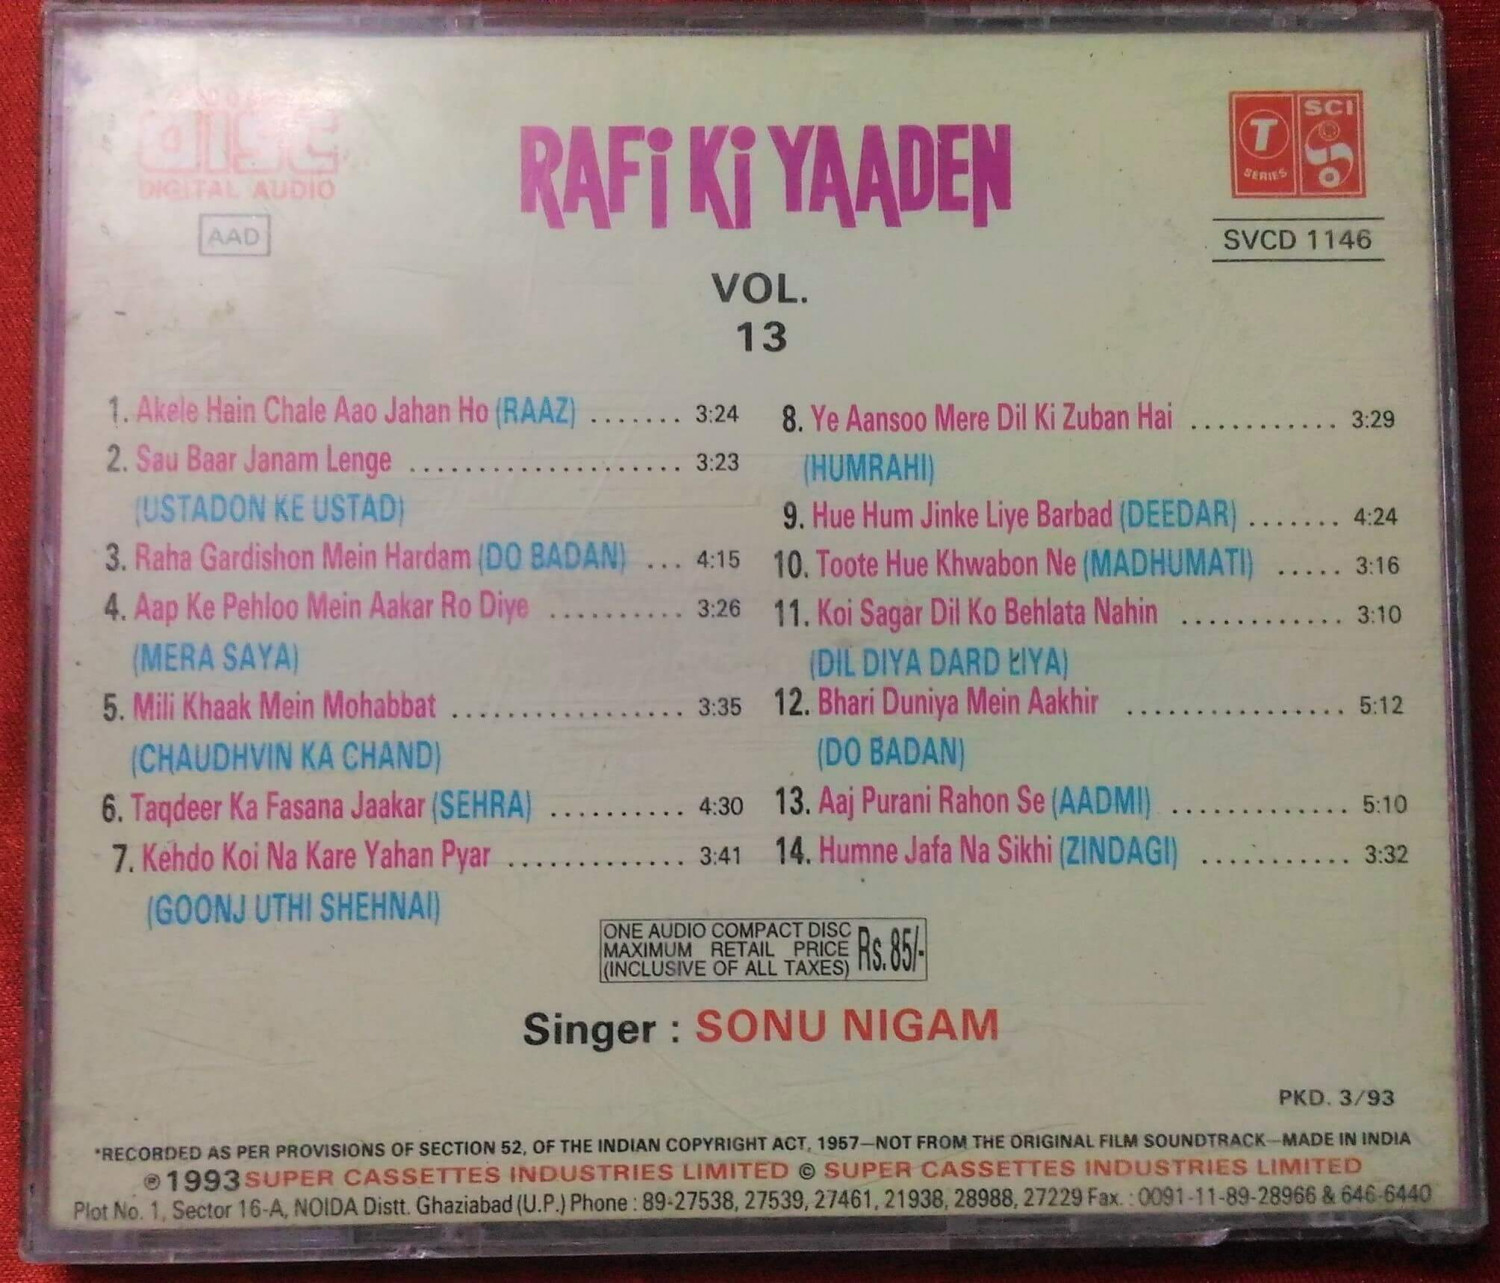 DISC
DIGITAL AUDIO
AAD
RAFi Ki YAADEN
T
SERIES
SCI
SVCD 1146
VOL.
13
1. Akele Hain Chale Aao Jahan Ho (RAAZ) ....... 3:24
2. Sau Baar Janam Lenge .................... 3:23
(USTADON KE USTAD)
3. Raha Gardishon Mein Hardam (DO BADAN) ... 4:15
4. Aap Ke Pehloo Mein Aakar Ro Diye .......... 3:26
(MERA SAYA)
5. Mili Khaak Mein Mohabbat ................. 3:35
(CHAUDHVIN KA CHAND)
6. Taqdeer Ka Fasana Jaakar (SEHRA) .......... 4:30
7. Kehdo Koi Na Kare Yahan Pyar ............. 3:41
(GOONJ UTHI SHEHNAI)
8. Ye Aansoo Mere Dil Ki Zuban Hai ........... 3:29
(HUMRAHI)
9. Hue Hum Jinke Liye Barbad (DEEDAR) ....... 4:24
10. Toote Hue Khwabon Ne (MADHUMATI) ..... 3:16
11. Koi Sagar Dil Ko Behlata Nahin ............ 3:10
(DIL DIYA DARD LIYA)
12. Bhari Duniya Mein Aakhir ................ 5:12
(DO BADAN)
13. Aaj Purani Rahon Se (AADMI) ............. 5:10
14. Humne Jafa Na Sikhi (ZINDAGI) ........... 3:32
ONE AUDIO COMPACT DISC
MAXIMUM RETAIL PRICE
(INCLUSIVE OF ALL TAXES)
Rs. 85/-
Singer : SONU NIGAM
PKD. 3/93
*RECORDED AS PER PROVISIONS OF SECTION 52, OF THE INDIAN COPYRIGHT ACT, 1957—NOT FROM THE ORIGINAL FILM SOUNDTRACK—MADE IN INDIA
℗ 1993 SUPER CASSETTES INDUSTRIES LIMITED © SUPER CASSETTES INDUSTRIES LIMITED
Plot No. 1, Sector 16-A, NOIDA Distt. Ghaziabad (U.P.) Phone : 89-27538, 27539, 27461, 21938, 28988, 27229 Fax. : 0091-11-89-28966 & 646-6440